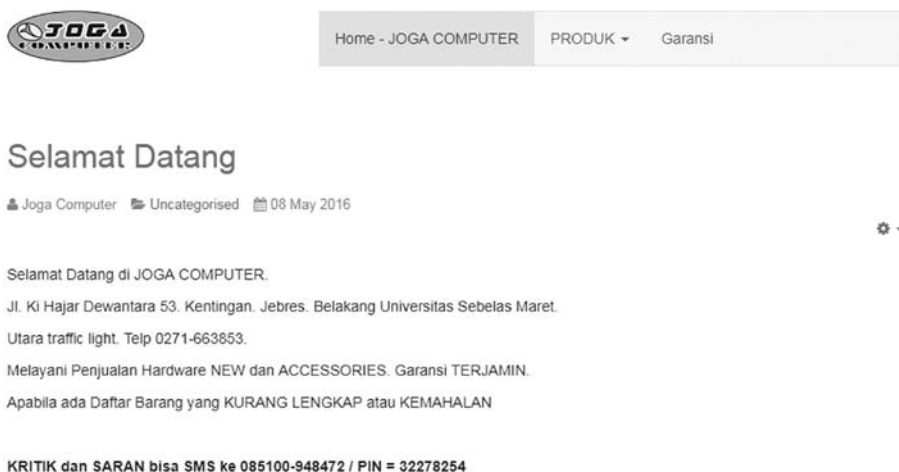 JOGA
COMPUTER
Home - JOGA COMPUTER PRODUK Garansi
Selamat Datang
Joga Computer Uncategorised 08 May 2016
Selamat Datang di JOGA COMPUTER.
Jl. Ki Hajar Dewantara 53. Kentingan. Jebres. Belakang Universitas Sebelas Maret.
Utara traffic light. Telp 0271-663853.
Melayani Penjualan Hardware NEW dan ACCESSORIES. Garansi TERJAMIN.
Apabila ada Daftar Barang yang KURANG LENGKAP atau KEMAHALAN
KRITIK dan SARAN bisa SMS ke 085100-948472 / PIN = 32278254